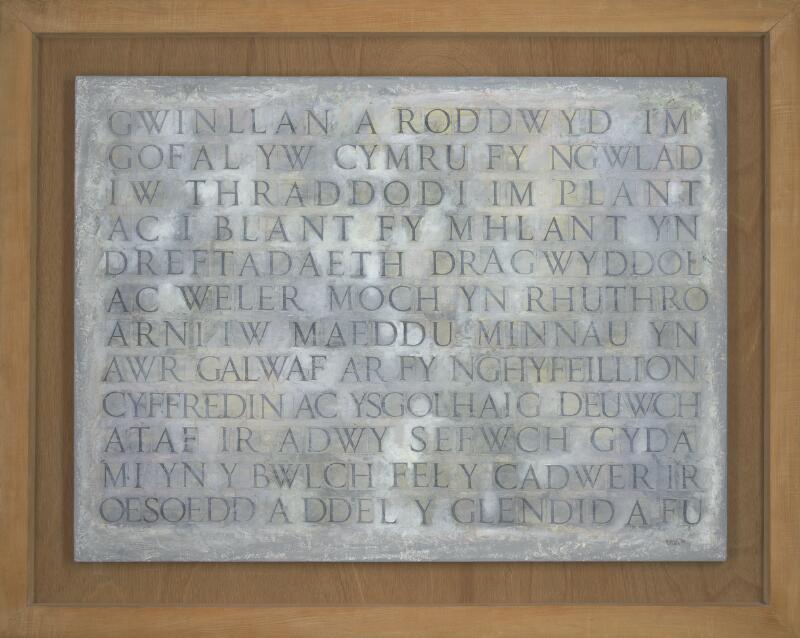 GWINLLAN A RODDWYD I'M
GOFAL YW CYMRU FY NGWLAD
I'W THRADDODI I'M PLANT
AC I BLANT FY MHLANT YN
DREFTADAETH DRAGWYDDOL
AC WELER MOCH YN RHUTHRO
ARNI I'W MAEDDU MINNAU YN
AWR GALWAF AR FY NGHYFEILLION
CYFFREDIN AC YSGOLHAIG DEUWCH
ATAF I'R ADWY SEFWCH GYDA
MI YN Y BWLCH FEL Y CADWER I'R
OESOEDD A DDEL Y GLENDID A FU